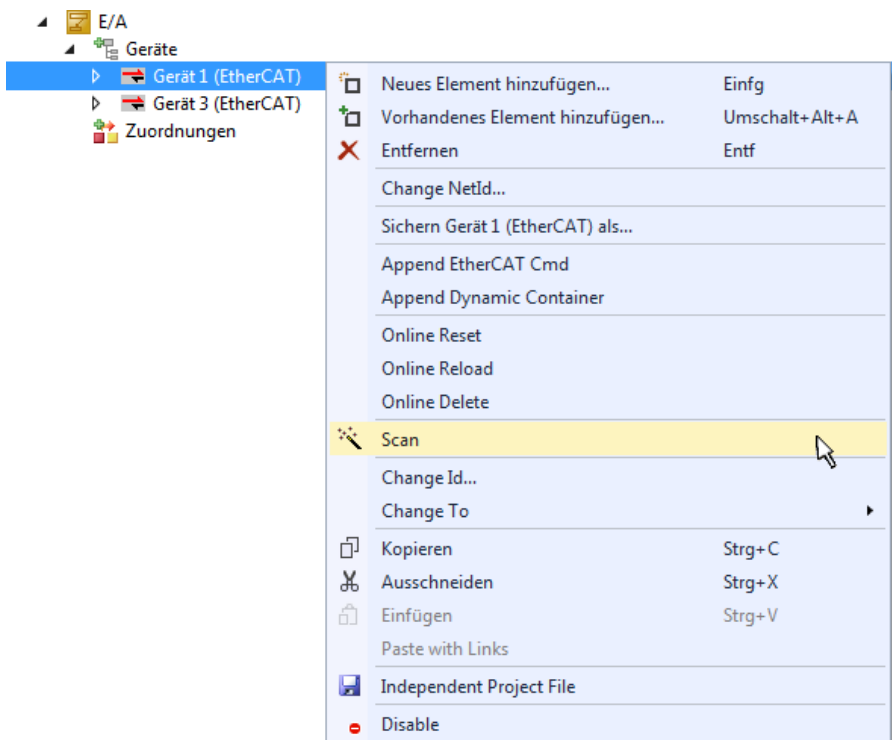 E/A
Geräte
Gerät 1 (EtherCAT)
Gerät 3 (EtherCAT)
Zuordnungen
Neues Element hinzufügen... Einfg
Vorhandenes Element hinzufügen... Umschalt+Alt+A
Entfernen Entf
Change NetId...
Sichern Gerät 1 (EtherCAT) als...
Append EtherCAT Cmd
Append Dynamic Container
Online Reset
Online Reload
Online Delete
Scan
Change Id...
Change To
Kopieren Strg+C
Ausschneiden Strg+X
Einfügen Strg+V
Paste with Links
Independent Project File
Disable